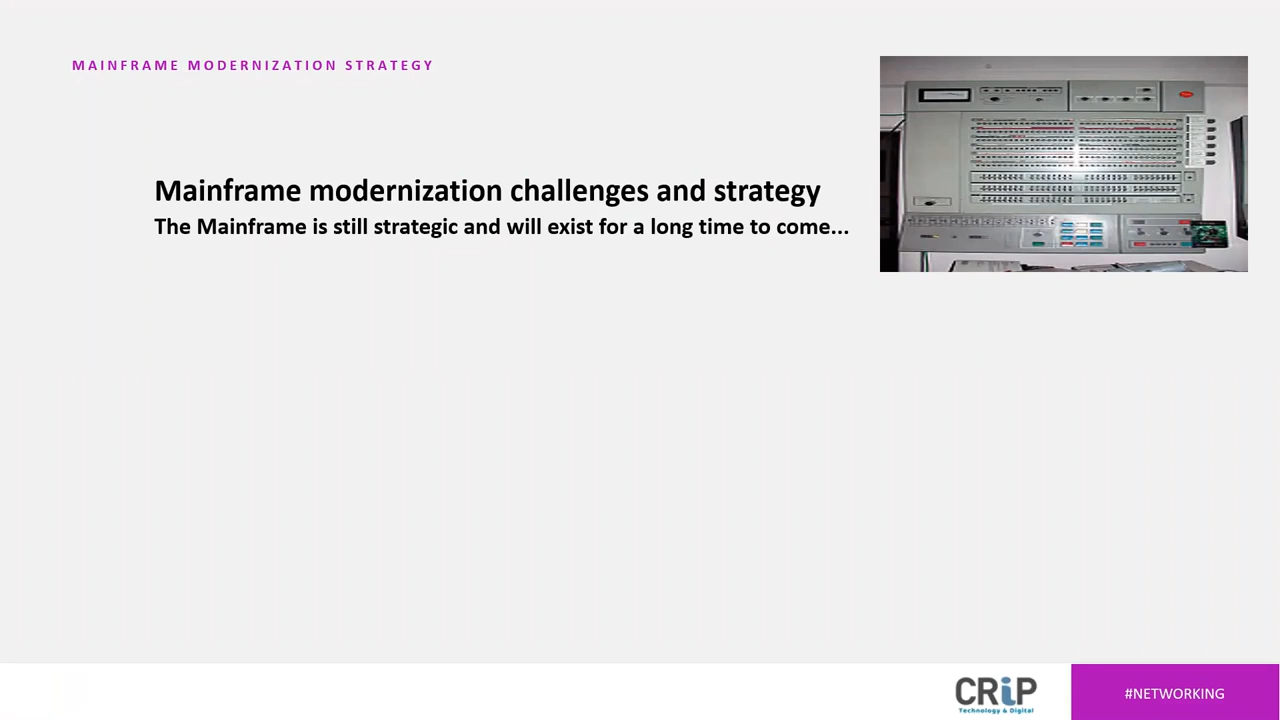 MAINFRAME MODERNIZATION STRATEGY
Mainframe modernization challenges and strategy
The Mainframe is still strategic and will exist for a long time to come...
CRiP
Technology & Digital
#NETWORKING